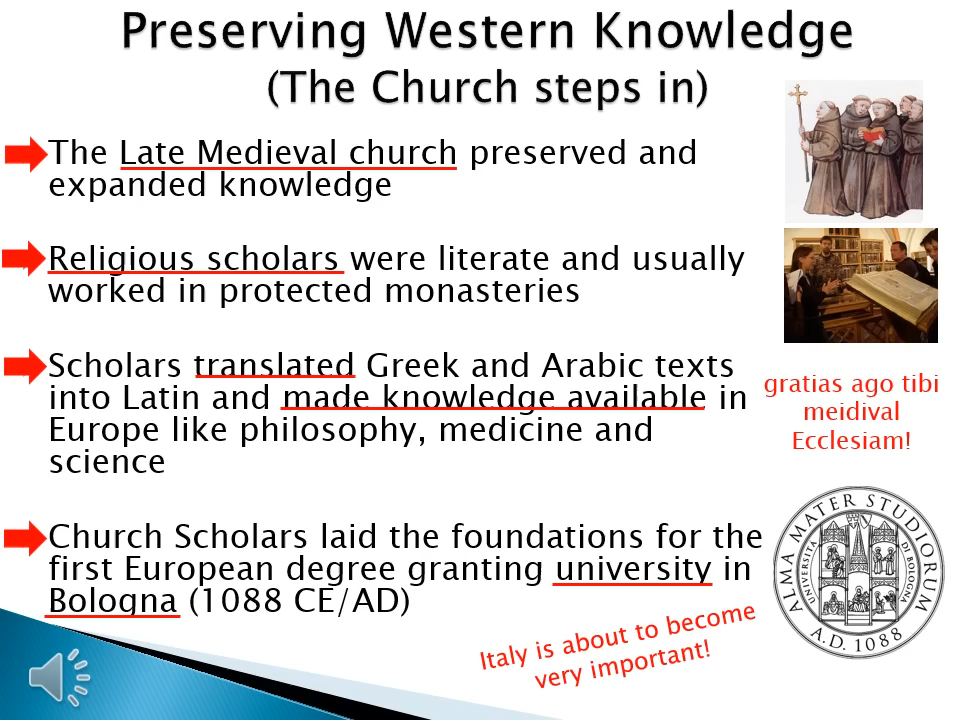 Preserving Western Knowledge
(The Church steps in)
The Late Medieval church preserved and
expanded knowledge
Religious scholars were literate and usually
worked in protected monasteries
Scholars translated Greek and Arabic texts
into Latin and made knowledge available in
Europe like philosophy, medicine and
science
gratias ago tibi
meidival
Ecclesiam!
Church Scholars laid the foundations for the
first European degree granting university in
Bologna (1088 CE/AD)
ALMA MATER STUDIORUM
UNIVERSITA
DI BOLOGNA
A.D. 1088
Italy is about to become
very important!